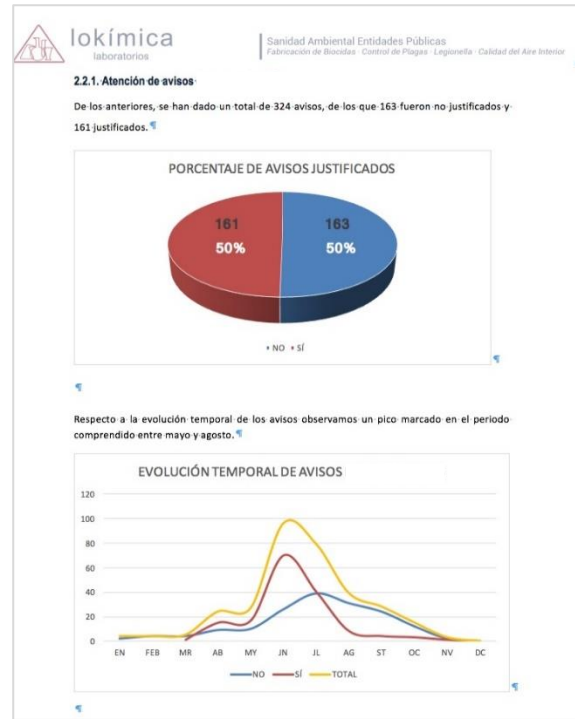 lokímica
laboratorios
Sanidad Ambiental Entidades Públicas
Fabricación de Biocidas · Control de Plagas · Legionella · Calidad del Aire Interior
2.2.1. Atención de avisos
De los anteriores, se han dado un total de 324 avisos, de los que 163 fueron no justificados y
161 justificados.
PORCENTAJE DE AVISOS JUSTIFICADOS
161 163
50% 50%
NO SÍ
Respecto a la evolución temporal de los avisos observamos un pico marcado en el periodo
comprendido entre mayo y agosto.
EVOLUCIÓN TEMPORAL DE AVISOS
120
100
80
60
40
20
0
EN FEB MR AB MY JN JL AG ST OC NV DC
NO SÍ TOTAL